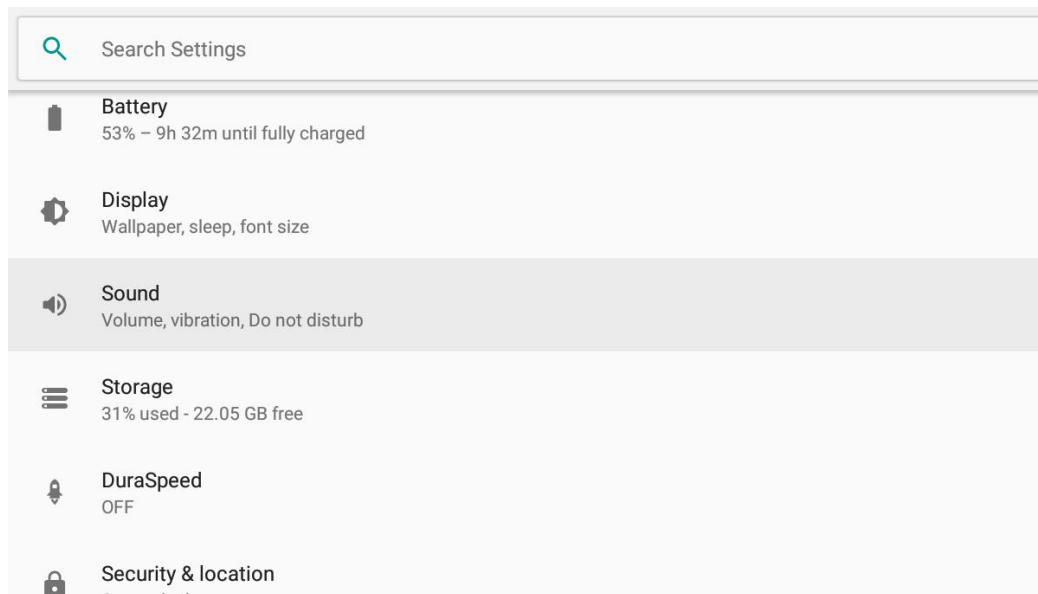 Search Settings
Battery
53% – 9h 32m until fully charged
Display
Wallpaper, sleep, font size
Sound
Volume, vibration, Do not disturb
Storage
31% used - 22.05 GB free
DuraSpeed
OFF
Security & location